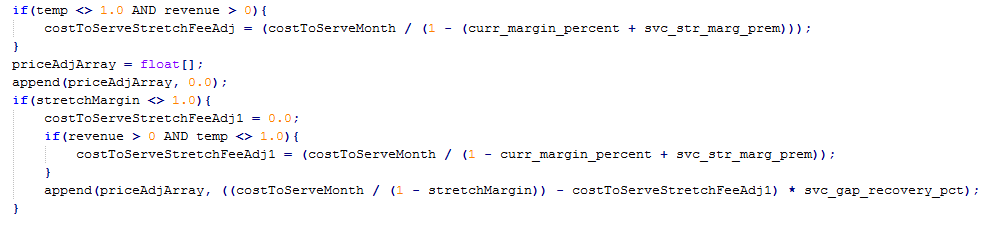 if(temp <> 1.0 AND revenue > 0){
    costToServeStretchFeeAdj = (costToServeMonth / (1 - (curr_margin_percent + svc_str_marg_prem)));
}
priceAdjArray = float[];
append(priceAdjArray, 0.0);
if(stretchMargin <> 1.0){
    costToServeStretchFeeAdj1 = 0.0;
    if(revenue > 0 AND temp <> 1.0){
        costToServeStretchFeeAdj1 = (costToServeMonth / (1 - curr_margin_percent + svc_str_marg_prem));
    }
    append(priceAdjArray, ((costToServeMonth / (1 - stretchMargin)) - costToServeStretchFeeAdj1) * svc_gap_recovery_pct);
}